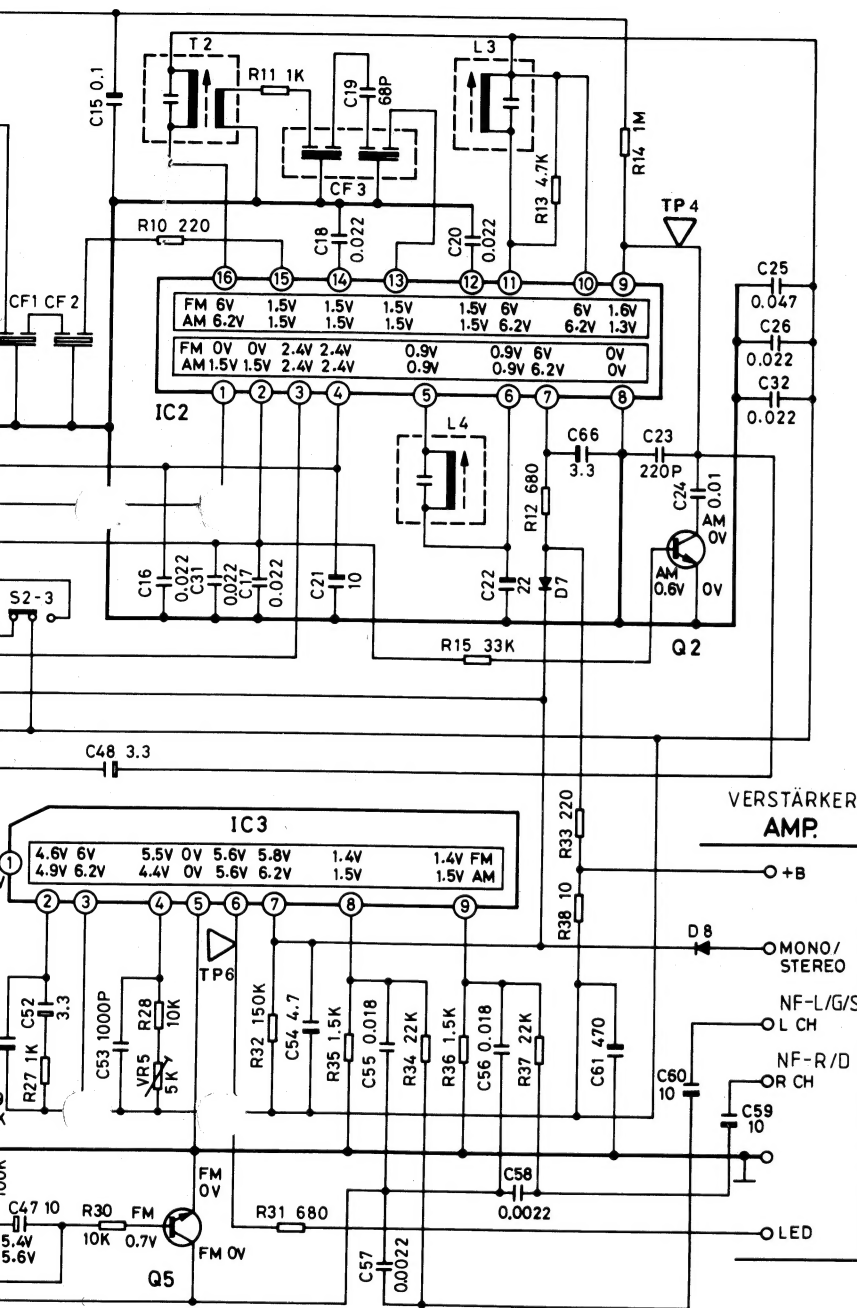 T2
L3
C15 0.1
R11 1K
C19
68P
R14 1M
CF3
R13 4.7K
TP4
R10 220
C18
0.022
C20
0.022
C25
0.047
CF1 CF2
16 15 14 13 12 11 10 9
FM 6V 1.5V 1.5V 1.5V 1.5V 6V 6V 1.6V
AM 6.2V 1.5V 1.5V 1.5V 1.5V 6.2V 6.2V 1.3V
C26
0.022
FM 0V 0V 2.4V 2.4V 0.9V 0.9V 6V 0V
AM 1.5V 1.5V 2.4V 2.4V 0.9V 0.9V 6.2V 0V
C32
0.022
IC2
1 2 3 4 5 6 7 8
L4
C66
3.3
C23
220P
R12 680
C24
0.01
AM
0V
C16
0.022
C31
0.022
C17
0.022
C21
10
C22
22
D7
AM
0.6V
0V
S2-3
R15 33K
Q2
C48 3.3
VERSTÄRKER
AMP.
IC3
R33 220
1
4.6V 6V 5.5V 0V 5.6V 5.8V 1.4V 1.4V FM
4.9V 6.2V 4.4V 0V 5.6V 6.2V 1.5V 1.5V AM
+B
2 3 4 5 6 7 8 9
R38 10
D8
TP6
MONO/
STEREO
C52
3.3
C53 1000P
R28
10K
R32 150K
C54 4.7
R35 1.5K
C55 0.018
R34 22K
R36 1.5K
C56 0.018
R37 22K
C61 470
NF-L/G/S
L CH
R27 1K
VR5
5K
NF-R/D
R CH
C60
10
C59
10
FM
0V
C58
0.0022
C47 10
5.4V
5.6V
R30
10K
FM
0.7V
FM 0V
R31 680
LED
Q5
C57
0.0022